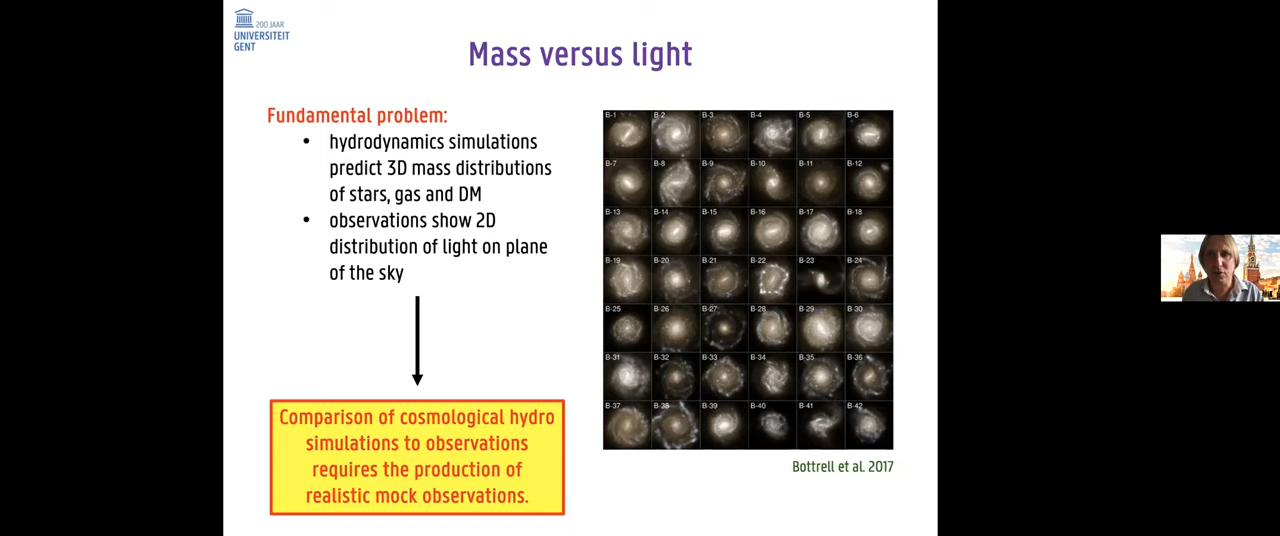 200 JAAR
UNIVERSITEIT
GENT
Mass versus light
Fundamental problem:
• hydrodynamics simulations
predict 3D mass distributions
of stars, gas and DM
• observations show 2D
distribution of light on plane
of the sky
Comparison of cosmological hydro
simulations to observations
requires the production of
realistic mock observations.
B-1 B-2 B-3 B-4 B-5 B-6
B-7 B-8 B-9 B-10 B-11 B-12
B-13 B-14 B-15 B-16 B-17 B-18
B-19 B-20 B-21 B-22 B-23 B-24
B-25 B-26 B-27 B-28 B-29 B-30
B-31 B-32 B-33 B-34 B-35 B-36
B-37 B-38 B-39 B-40 B-41 B-42
Bottrell et al. 2017